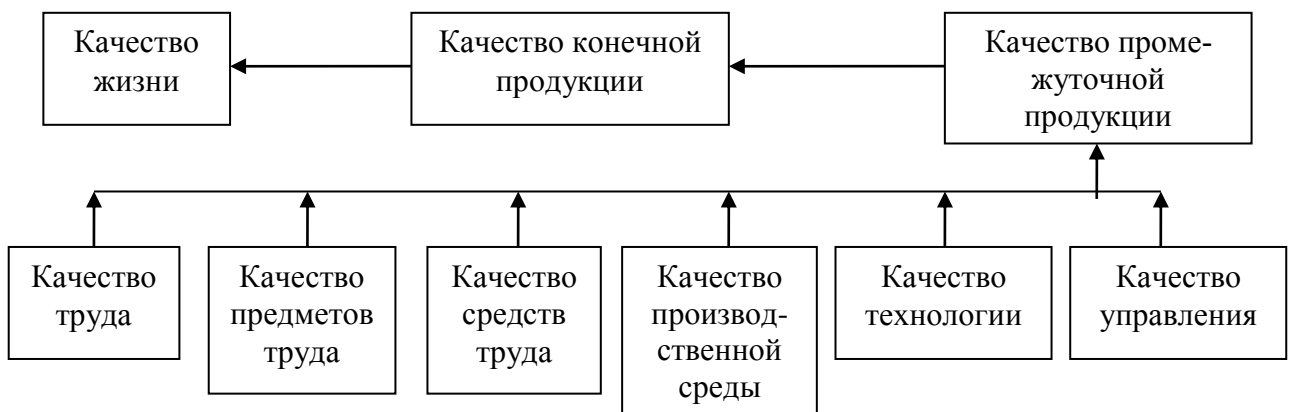 Качество
жизни
Качество конечной
продукции
Качество проме-
жуточной
продукции
Качество
труда
Качество
предметов
труда
Качество
средств
труда
Качество
производ-
ственной
среды
Качество
технологии
Качество
управления